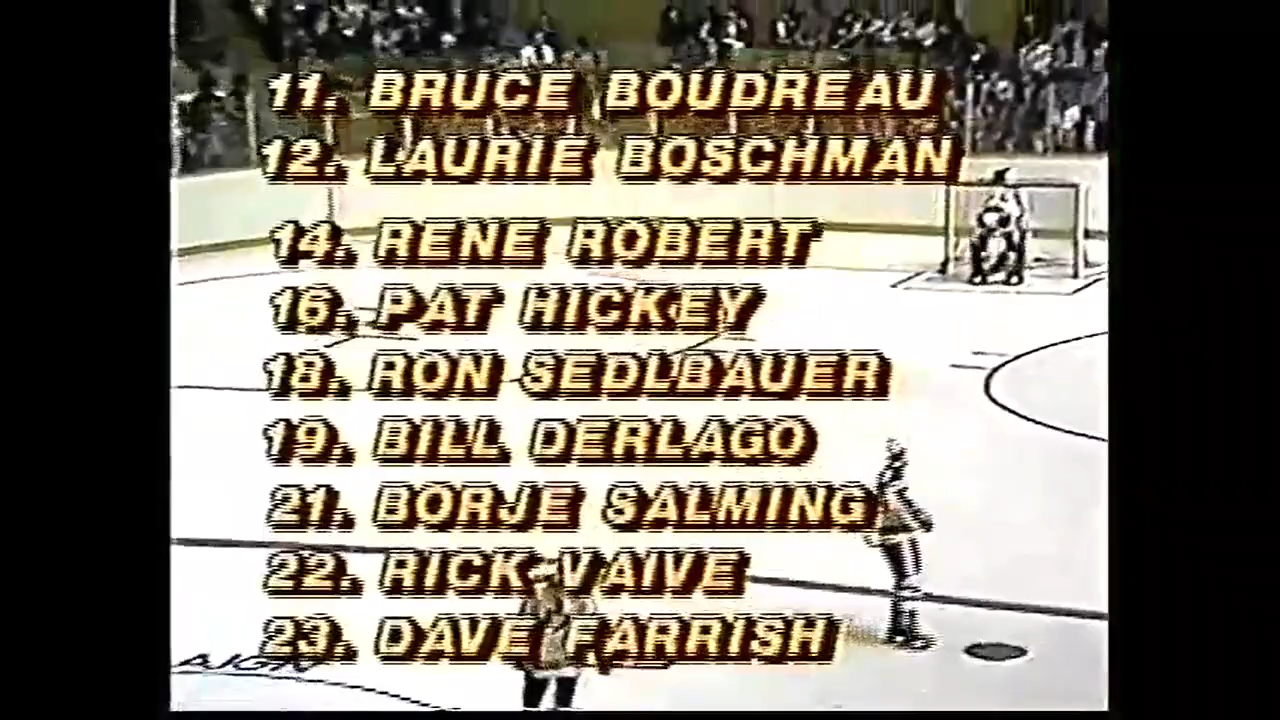 11. BRUCE BOUDREAU
12. LAURIE BOSCHMAN
14. RENE ROBERT
16. PAT HICKEY
18. RON SEDLBAUER
19. BILL DERLAGO
21. BORJE SALMING
22. RICK VAIVE
23. DAVE FARRISH